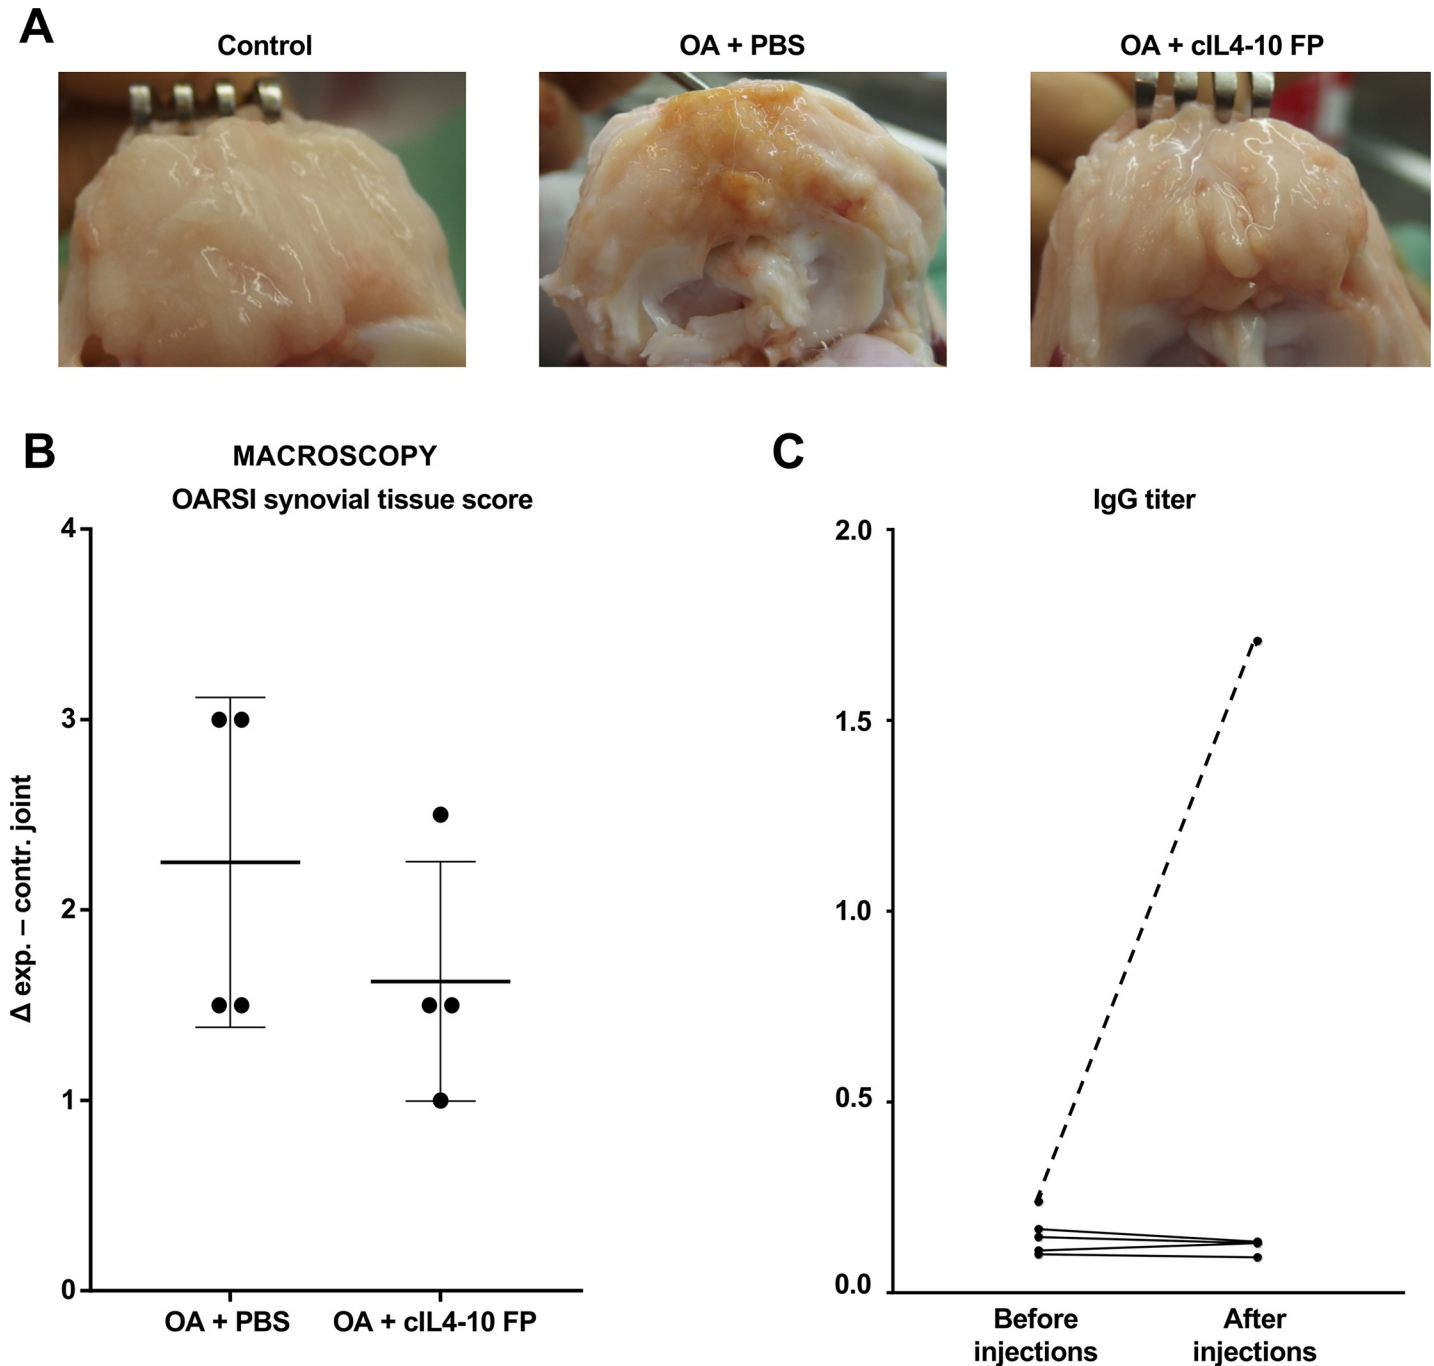 A
Control
OA + PBS
OA + cIL4-10 FP
B
MACROSCOPY
OARSI synovial tissue score
4
3
2
1
0
Δ exp. – contr. joint
OA + PBS
OA + cIL4-10 FP
C
IgG titer
2.0
1.5
1.0
0.5
0.0
Before
injections
After
injections